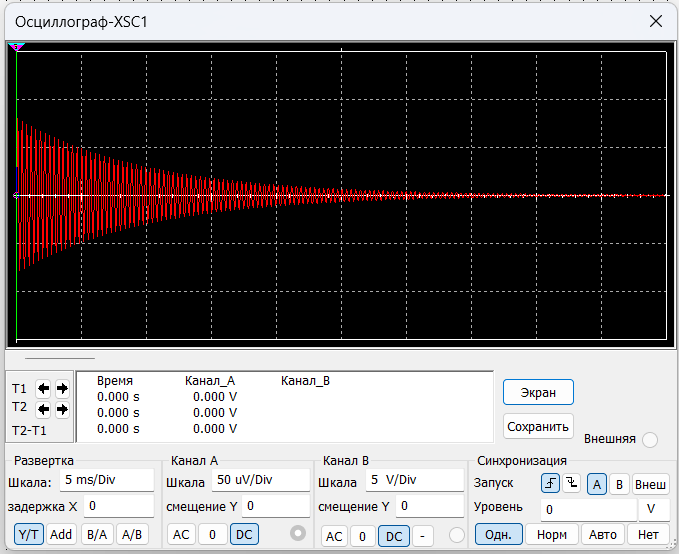 Осциллограф-XSC1
Время Канал_A Канал_B
T1 0.000 s 0.000 V
T2 0.000 s 0.000 V
T2-T1 0.000 s 0.000 V
Экран
Сохранить
Внешняя
Развертка Канал A Канал B Синхронизация
Шкала: 5 ms/Div Шкала 50 uV/Div Шкала 5 V/Div Запуск A B Внеш
задержка X 0 смещение Y 0 смещение Y 0 Уровень 0 V
Y/T Add B/A A/B AC 0 DC AC 0 DC - Одн. Норм Авто Нет